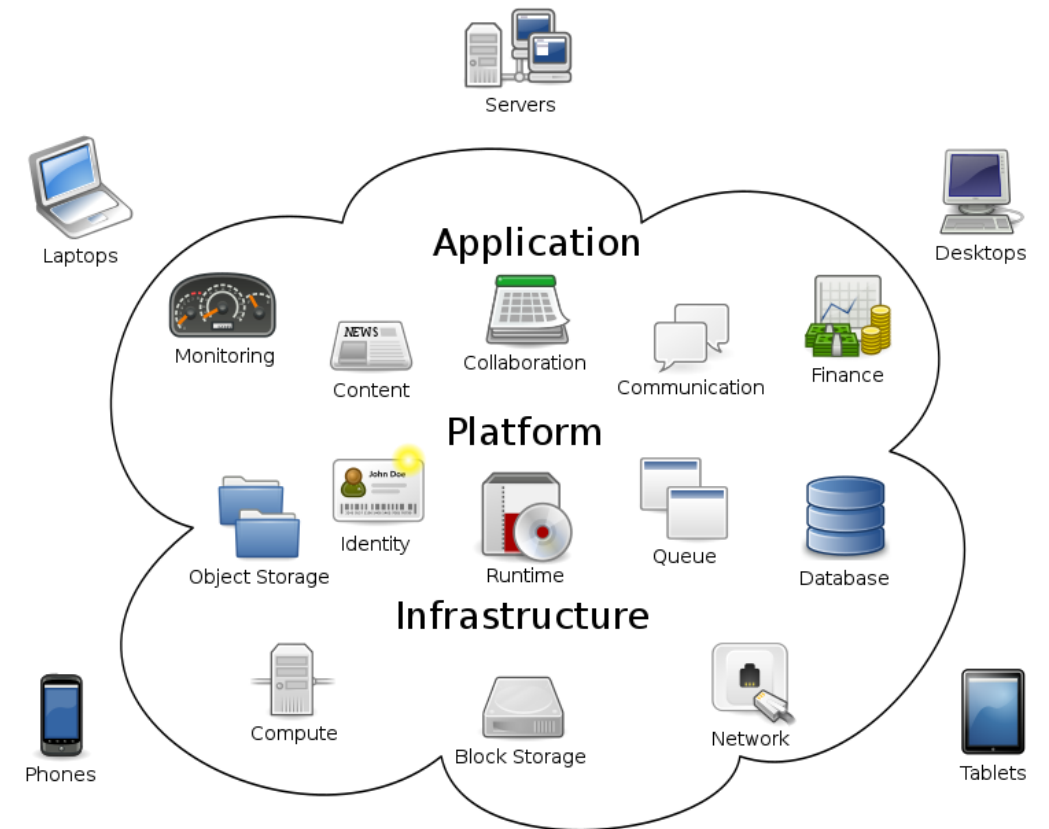 Servers
Laptops
Desktops
Application
Monitoring
NEWS
Content
Collaboration
Communication
Finance
Platform
Object Storage
John Doe
Identity
Runtime
Queue
Database
Infrastructure
Compute
Block Storage
Network
Phones
Tablets